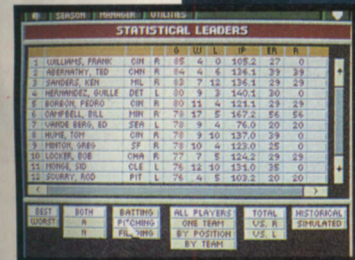 SEASON MANAGER UTILITIES
STATISTICAL LEADERS
G W L IP ER R
1 WILLIAMS, FRANK CIN R 85 4 0 105.2 27 0
2 ABERNATHY, TED CHN R 84 4 6 136.1 39 39
3 SANDERS, KEN MIL R 83 7 12 136.1 29 29
4 HERNANDEZ, GUILLE DET L 80 9 3 140.1 30 0
5 BORBON, PEDRO CIN R 80 11 4 121.1 29 29
6 CAMPBELL, BILL MIN R 78 17 5 167.2 56 56
7 VANDE BERG, ED SEA L 78 9 4 76.0 20 20
8 HUME, TOM CIN R 78 9 10 137.0 39 0
9 MINTON, GREG SF R 78 10 4 123.0 25 0
10 LOCKER, BOB CHA R 77 7 5 124.2 29 29
11 MONGE, SID CLE L 76 12 10 131.0 35 0
12 SCURRY, ROD PIT L 76 4 5 103.2 20 20
BEST BOTH BATTING ALL PLAYERS TOTAL HISTORICAL
WORST A PITCHING ONE TEAM VS. R SIMULATED
N FIELDING BY POSITION VS. L
BY TEAM